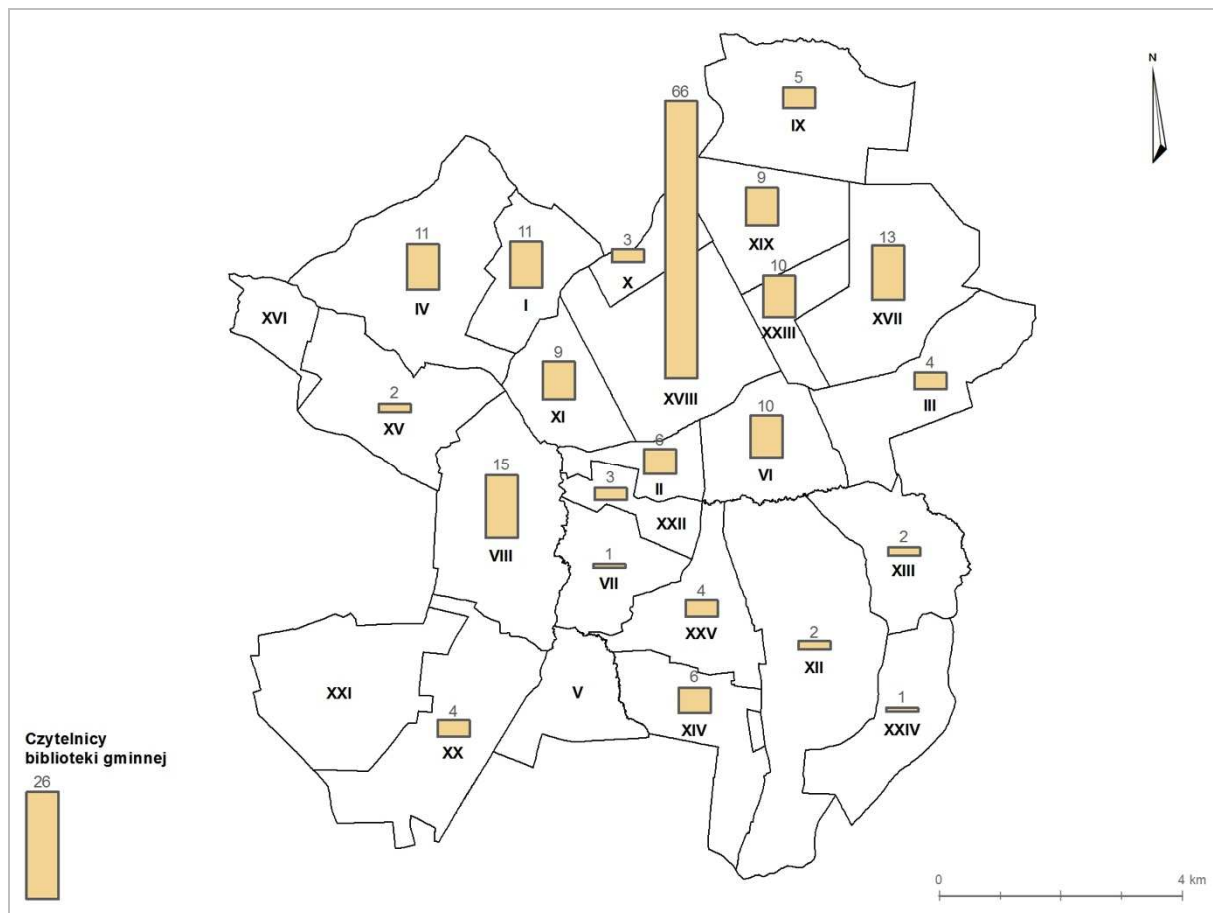 N
5
IX
66
9
XIX
11
IV
11
I
3
X
10
XXIII
13
XVII
XVI
9
XI
XVIII
4
III
2
XV
10
VI
6
II
15
VIII
3
XXII
1
VII
2
XIII
4
XXV
2
XII
XXI
V
6
XIV
1
XXIV
4
XX
Czytelnicy
biblioteki gminnej
26
0 4 km